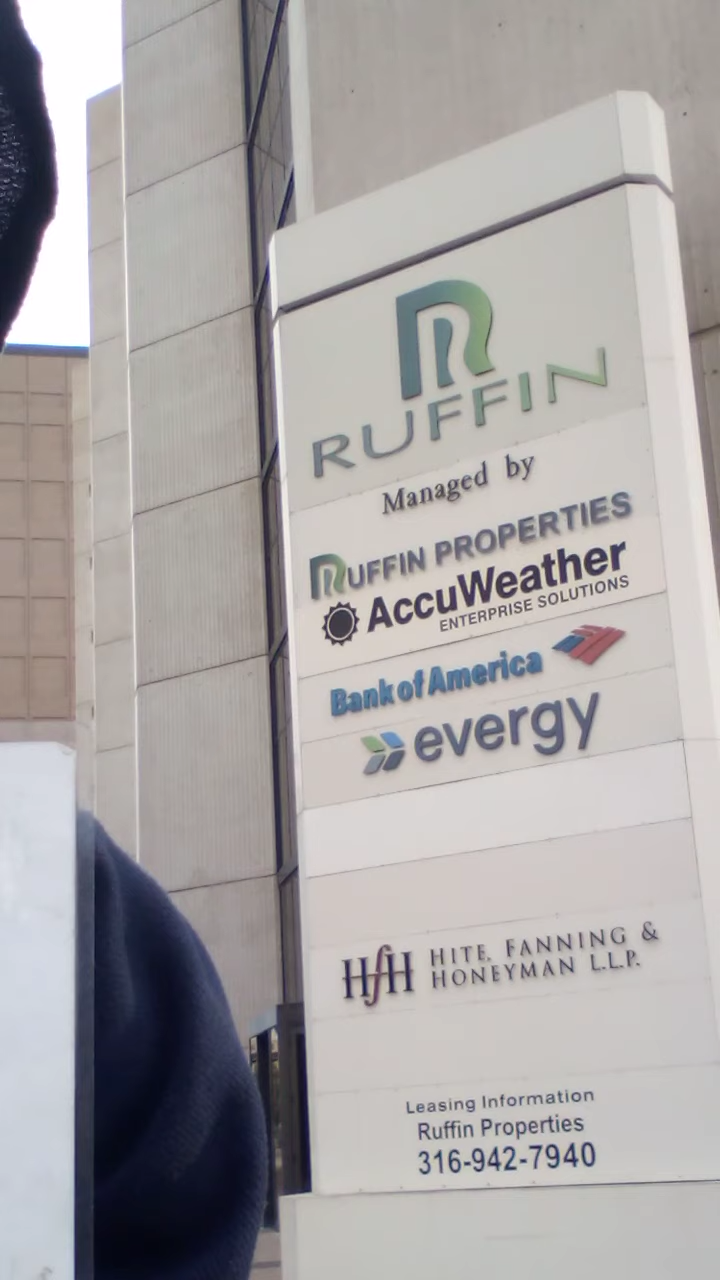 RUFFIN
Managed by
RUFFIN PROPERTIES
AccuWeather
ENTERPRISE SOLUTIONS
Bank of America
evergy
HfH HITE, FANNING &
HONEYMAN L.L.P.
Leasing Information
Ruffin Properties
316-942-7940